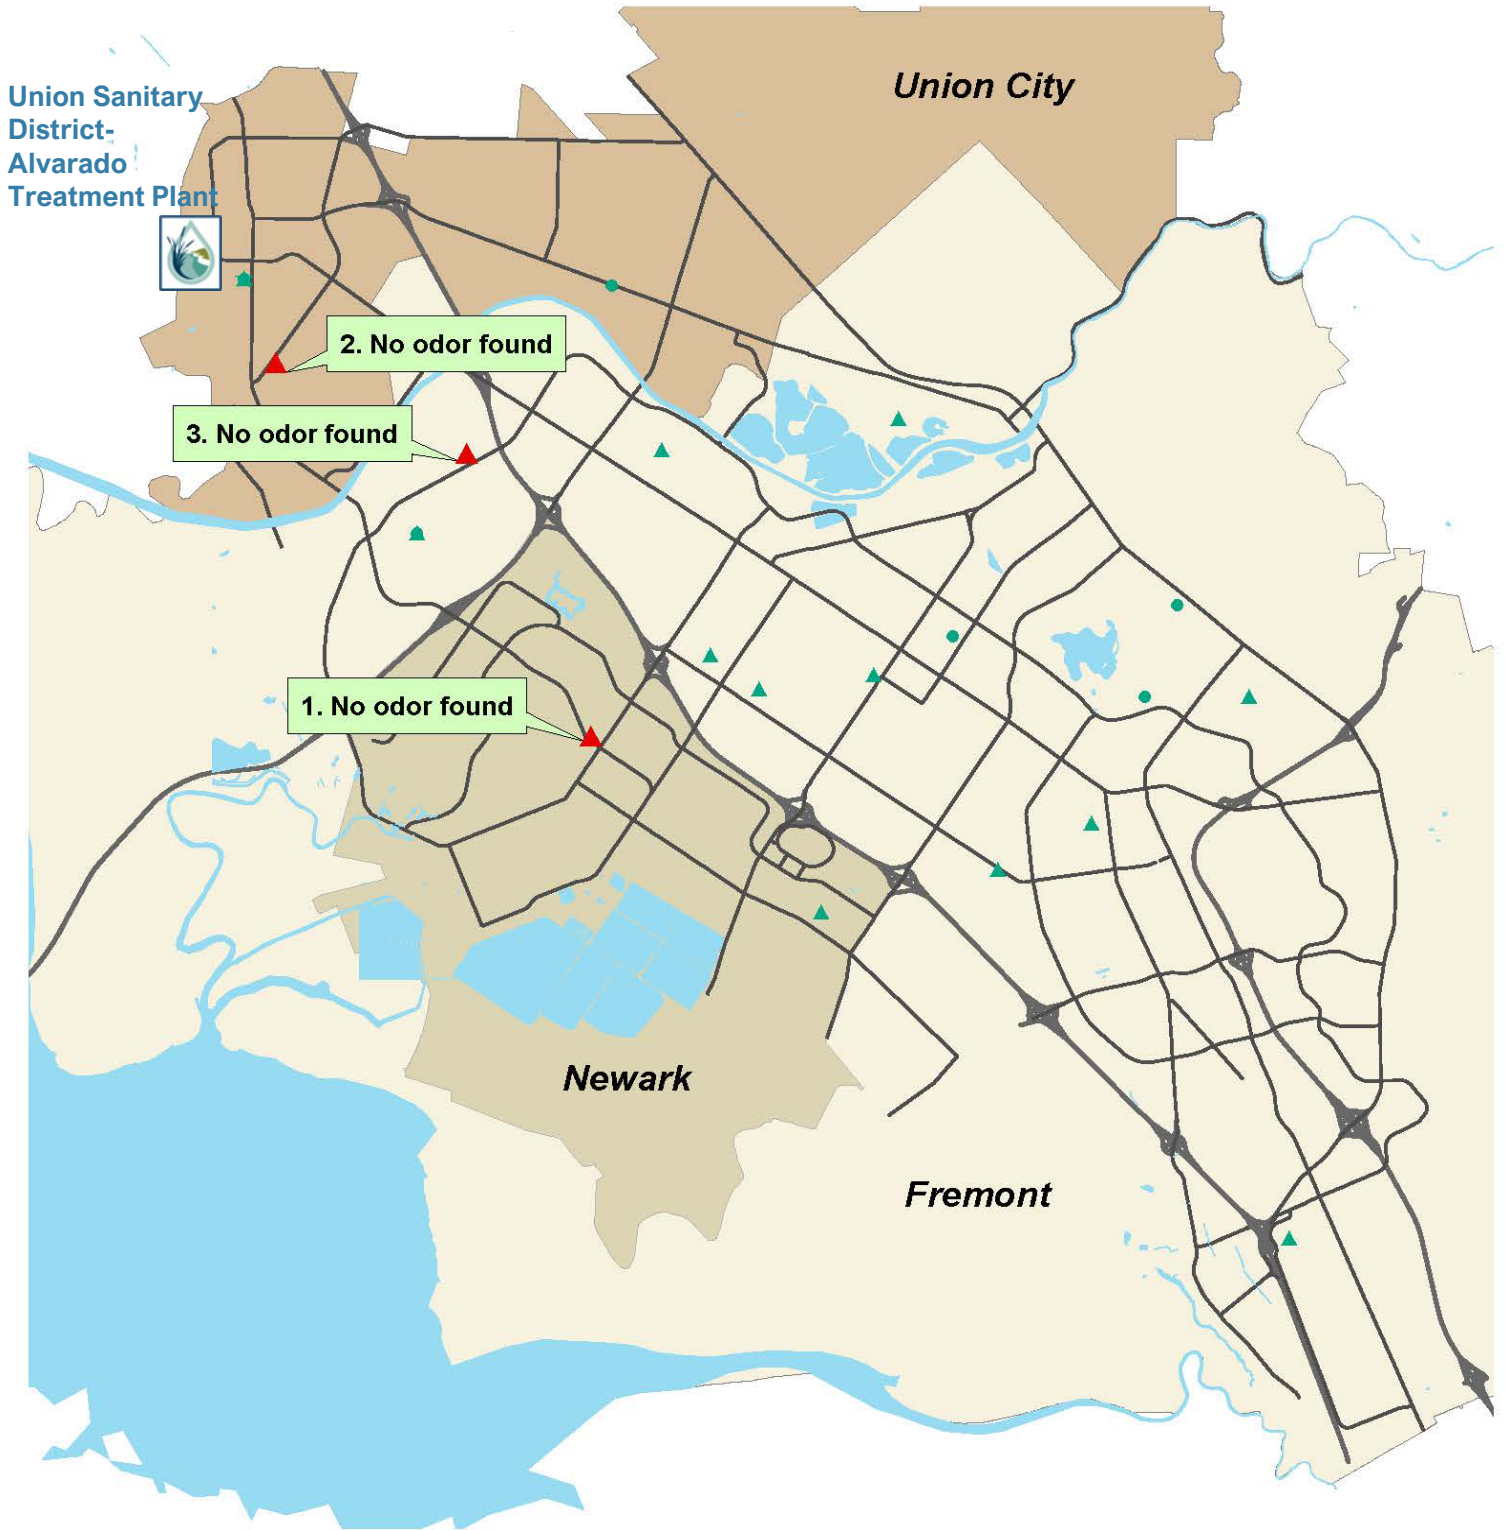 Union City
Union Sanitary
District-
Alvarado
Treatment Plant
2. No odor found
3. No odor found
1. No odor found
Newark
Fremont